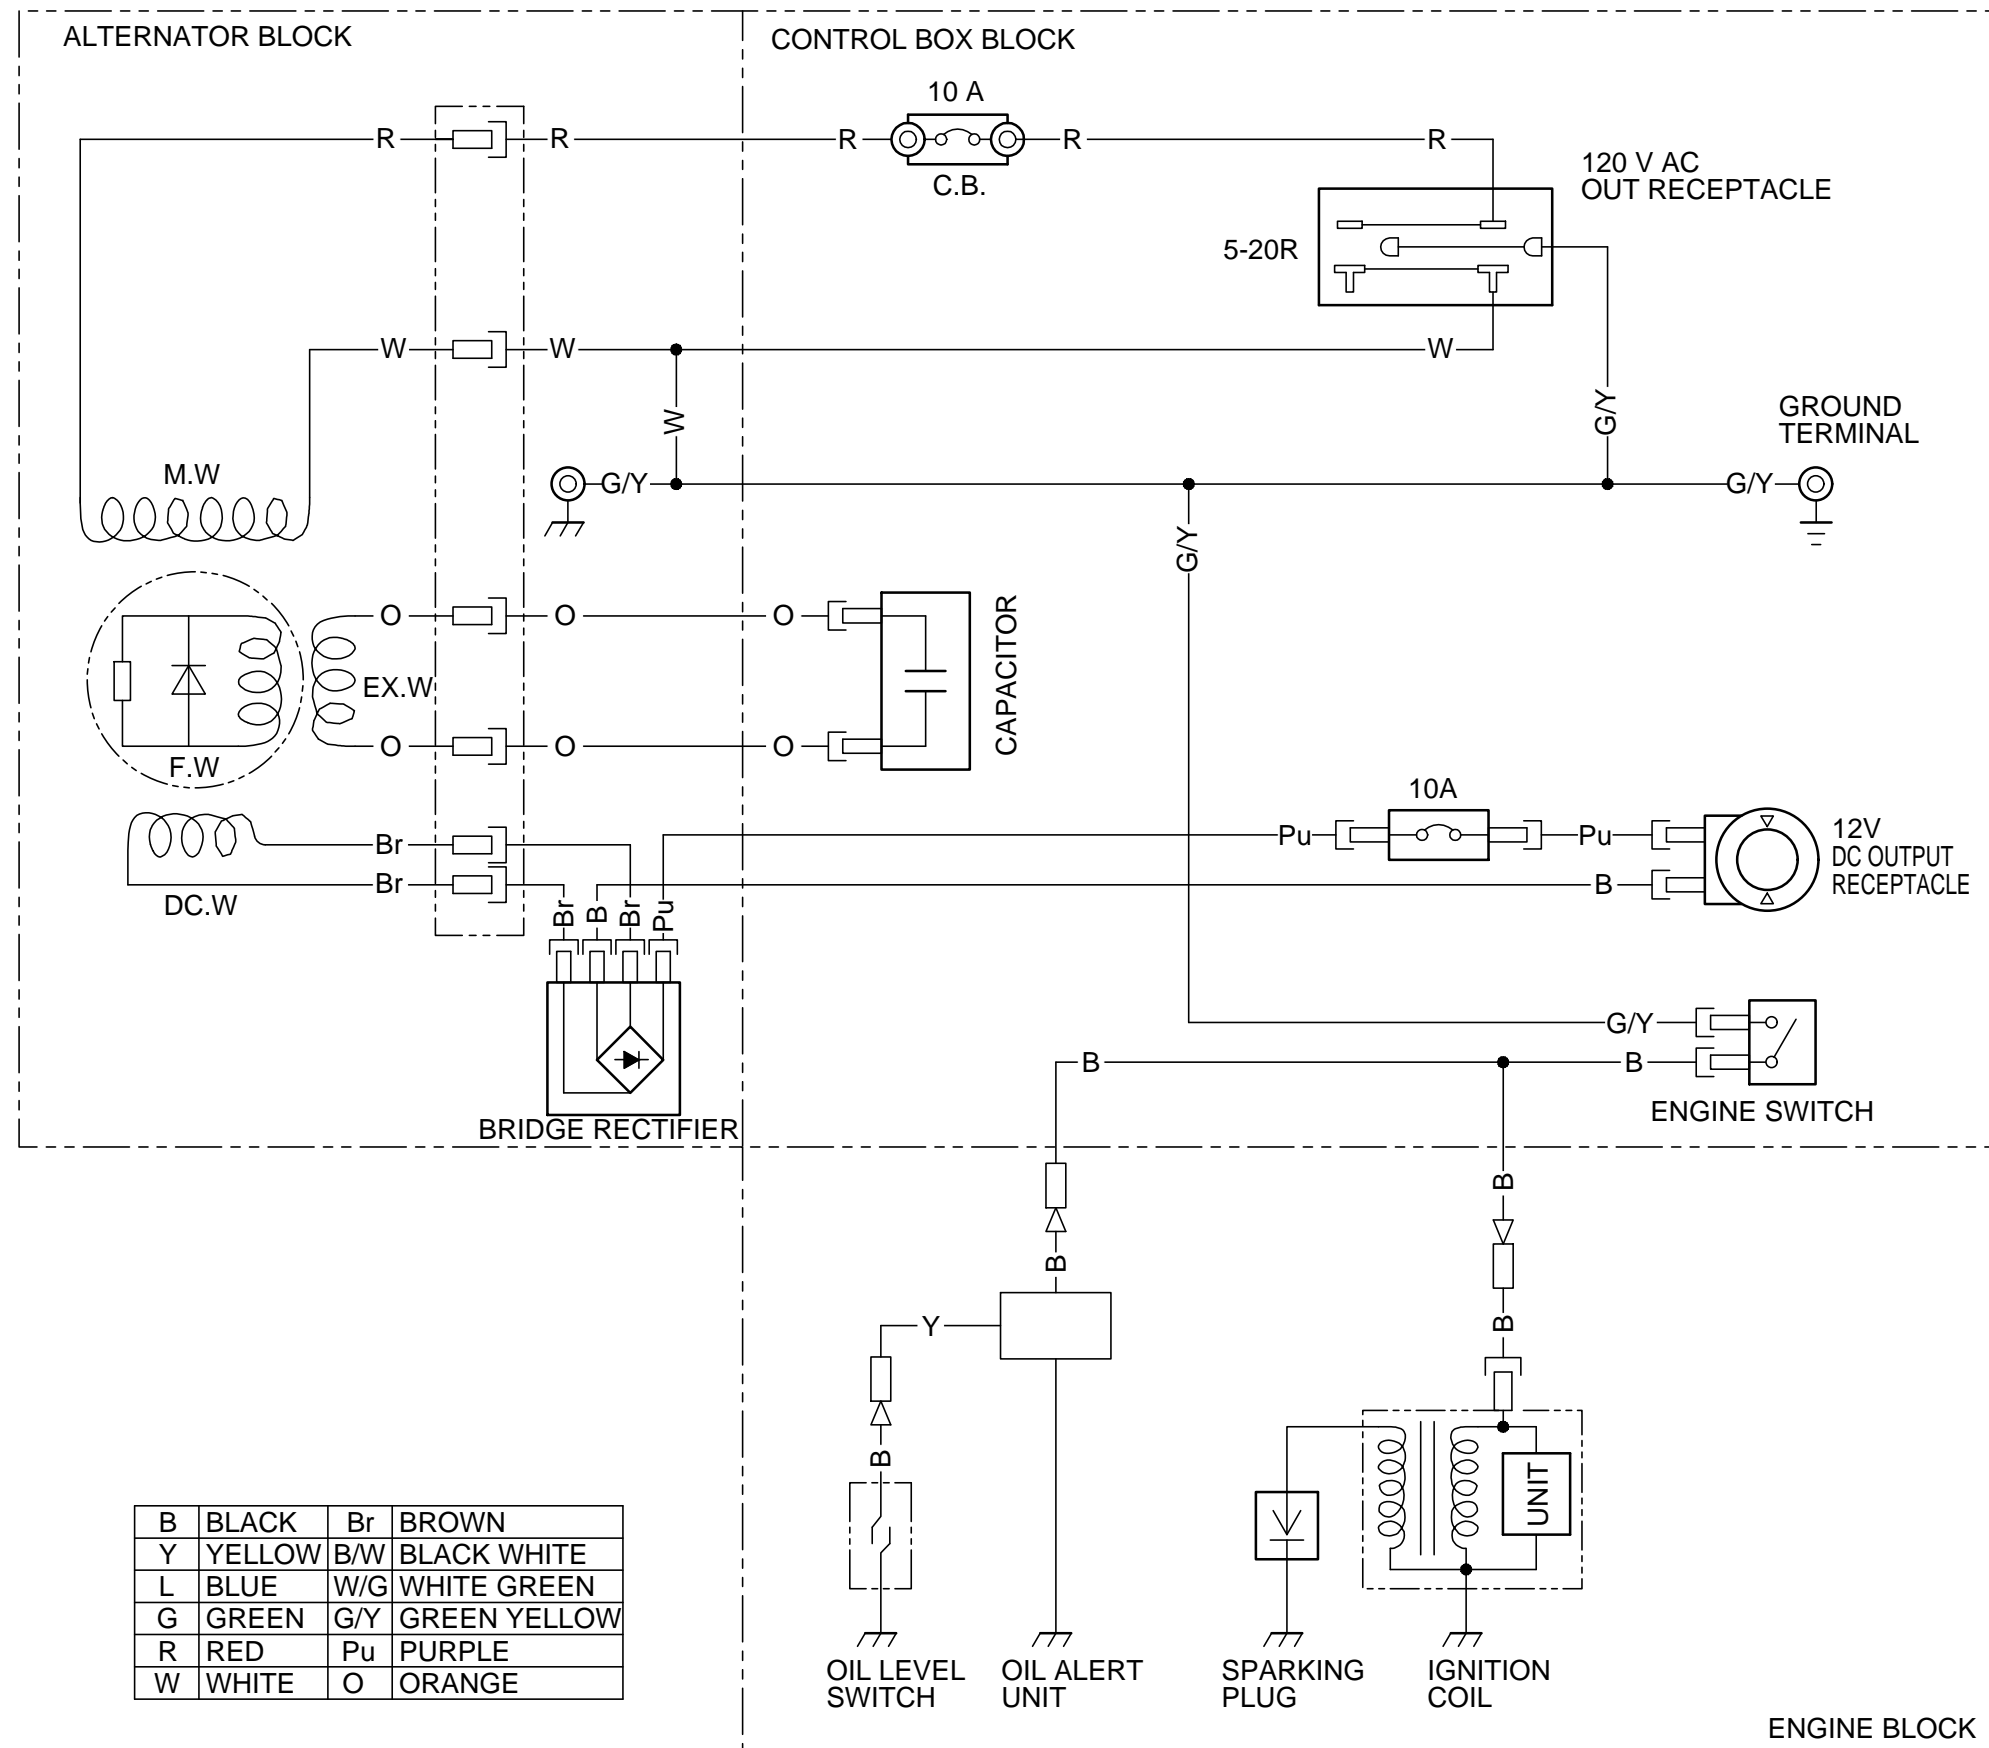 ALTERNATOR BLOCK
CONTROL BOX BLOCK
10 A
R
R
R
R
R
C.B.
120 V AC
OUT RECEPTACLE
5-20R
W
W
W
W
G/Y
GROUND
TERMINAL
M.W
G/Y
G/Y
G/Y
O
O
O
CAPACITOR
EX.W
O
O
O
F.W
10A
Br
Pu
Pu
12V
DC OUTPUT
RECEPTACLE
Br
B
DC.W
Br
B
Br
Pu
G/Y
B
B
ENGINE SWITCH
BRIDGE RECTIFIER
B
B
Y
B
B
UNIT
B BLACK Br BROWN
Y YELLOW B/W BLACK WHITE
L BLUE W/G WHITE GREEN
G GREEN G/Y GREEN YELLOW
R RED Pu PURPLE
W WHITE O ORANGE
OIL LEVEL
SWITCH
OIL ALERT
UNIT
SPARKING
PLUG
IGNITION
COIL
ENGINE BLOCK